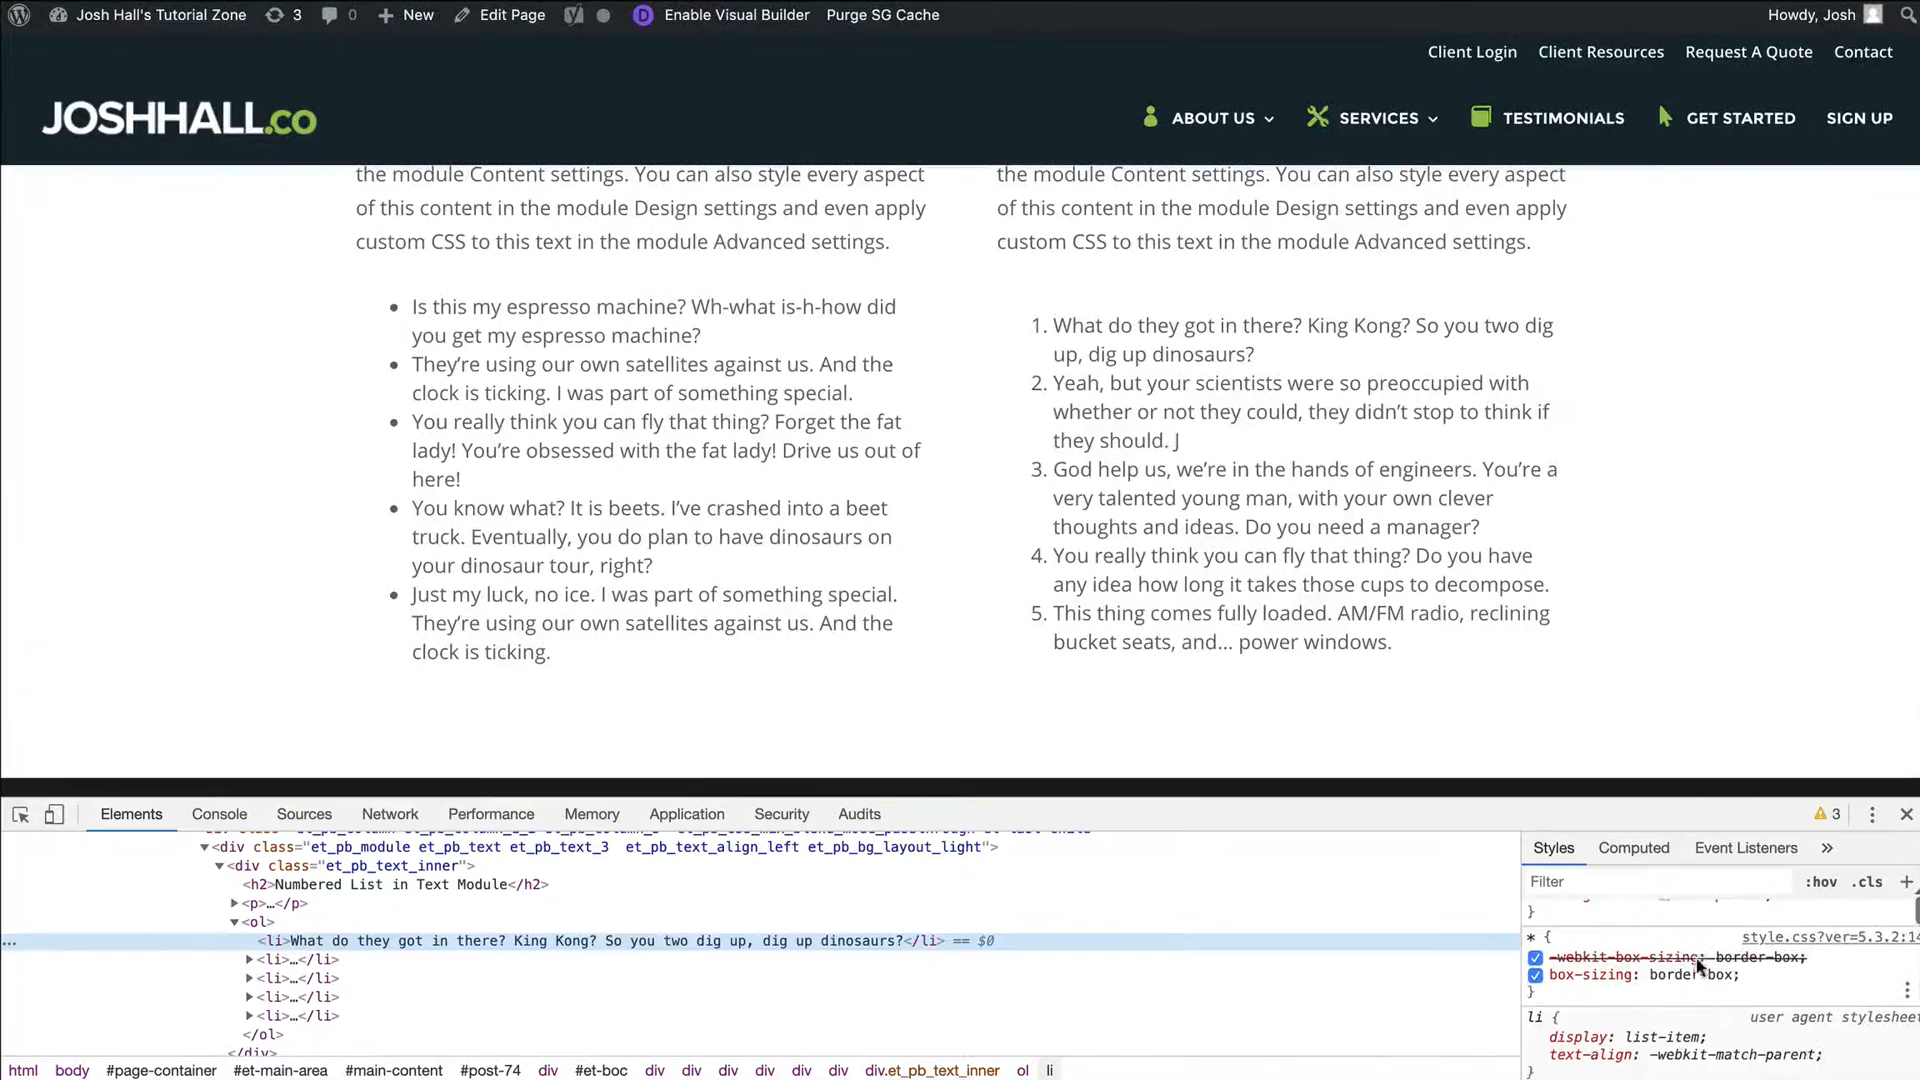 Josh Hall's Tutorial Zone 3 0 New Edit Page D Enable Visual Builder Purge SG Cache Howdy, Josh
Client Login Client Resources Request A Quote Contact
JOSHHALL.CO ABOUT US SERVICES TESTIMONIALS GET STARTED SIGN UP
the module Content settings. You can also style every aspect
of this content in the module Design settings and even apply
custom CSS to this text in the module Advanced settings.
• Is this my espresso machine? Wh-what is-h-how did
you get my espresso machine?
• They’re using our own satellites against us. And the
clock is ticking. I was part of something special.
• You really think you can fly that thing? Forget the fat
lady! You’re obsessed with the fat lady! Drive us out of
here!
• You know what? It is beets. I’ve crashed into a beet
truck. Eventually, you do plan to have dinosaurs on
your dinosaur tour, right?
• Just my luck, no ice. I was part of something special.
They’re using our own satellites against us. And the
clock is ticking.
the module Content settings. You can also style every aspect
of this content in the module Design settings and even apply
custom CSS to this text in the module Advanced settings.
1. What do they got in there? King Kong? So you two dig
up, dig up dinosaurs?
2. Yeah, but your scientists were so preoccupied with
whether or not they could, they didn’t stop to think if
they should. J
3. God help us, we’re in the hands of engineers. You’re a
very talented young man, with your own clever
thoughts and ideas. Do you need a manager?
4. You really think you can fly that thing? Do you have
any idea how long it takes those cups to decompose.
5. This thing comes fully loaded. AM/FM radio, reclining
bucket seats, and… power windows.
Elements Console Sources Network Performance Memory Application Security Audits 3
<div class="et_pb_module et_pb_text et_pb_text_3  et_pb_text_align_left et_pb_bg_layout_light">
<div class="et_pb_text_inner">
<h2>Numbered List in Text Module</h2>
<p>…</p>
<ol>
… <li>What do they got in there? King Kong? So you two dig up, dig up dinosaurs?</li> == $0
<li>…</li>
<li>…</li>
<li>…</li>
<li>…</li>
</ol>
</div>
html body #page-container #et-main-area #main-content #post-74 div #et-boc div div div div div div.et_pb_text_inner ol li
Styles Computed Event Listeners »
Filter :hov .cls +
}
* { style.css?ver=5.3.2:14
-webkit-box-sizing: border-box;
box-sizing: border-box;
}
li { user agent stylesheet
display: list-item;
text-align: -webkit-match-parent;
}